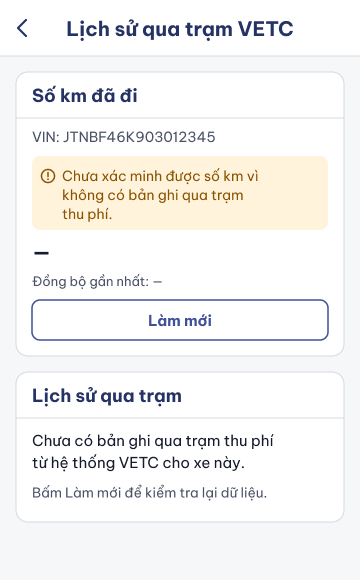 Lịch sử qua trạm VETC
Số km đã đi
VIN: JTNBF46K903012345
Chưa xác minh được số km vì
không có bản ghi qua trạm
thu phí.
—
Đồng bộ gần nhất: —
Làm mới
Lịch sử qua trạm
Chưa có bản ghi qua trạm thu phí
từ hệ thống VETC cho xe này.
Bấm Làm mới để kiểm tra lại dữ liệu.